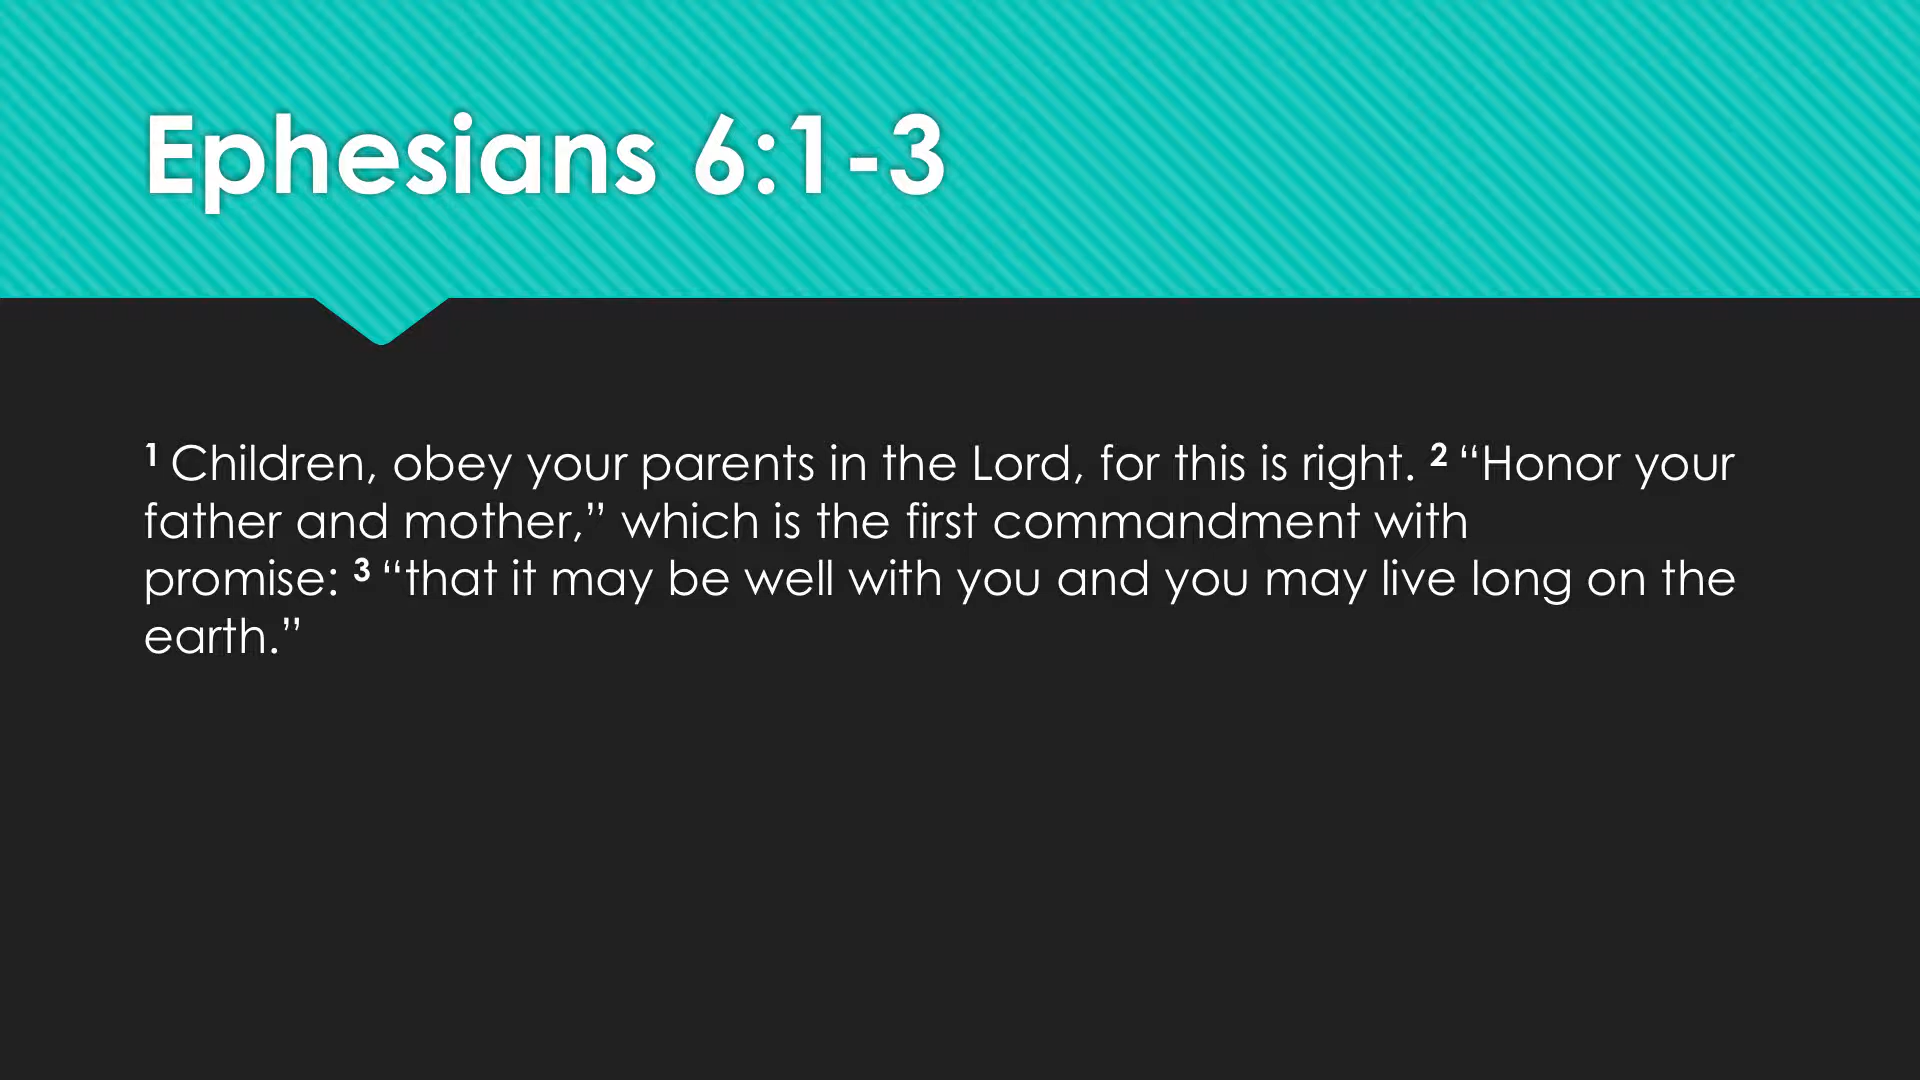 Ephesians 6:1-3
1 Children, obey your parents in the Lord, for this is right. 2 “Honor your
father and mother,” which is the first commandment with
promise: 3 “that it may be well with you and you may live long on the
earth.”